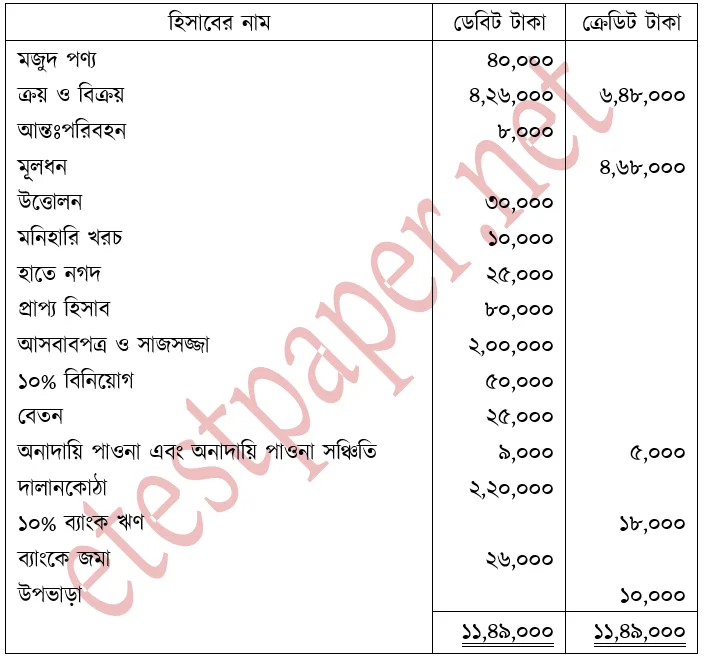 হিসাবের নাম ডেবিট টাকা ক্রেডিট টাকা
মজুদ পণ্য ৪০,০০০
ক্রয় ও বিক্রয় ৪,২৬,০০০ ৬,৪৮,০০০
আন্তঃপরিবহন ৮,০০০
মূলধন ৪,৬৮,০০০
উত্তোলন ৩০,০০০
মনিহারি খরচ ১০,০০০
হাতে নগদ ২৫,০০০
প্রাপ্য হিসাব ৮০,০০০
আসবাবপত্র ও সাজসজ্জা ২,০০,০০০
১০% বিনিয়োগ ৫০,০০০
বেতন ২৫,০০০
অনাদায়ি পাওনা এবং অনাদায়ি পাওনা সঞ্চিতি ৯,০০০ ৫,০০০
দালানকোঠা ২,২০,০০০
১০% ব্যাংক ঋণ ১৮,০০০
ব্যাংকে জমা ২৬,০০০
উপভাড়া ১০,০০০
১১,৪৯,০০০ ১১,৪৯,০০০
etestpaper.net